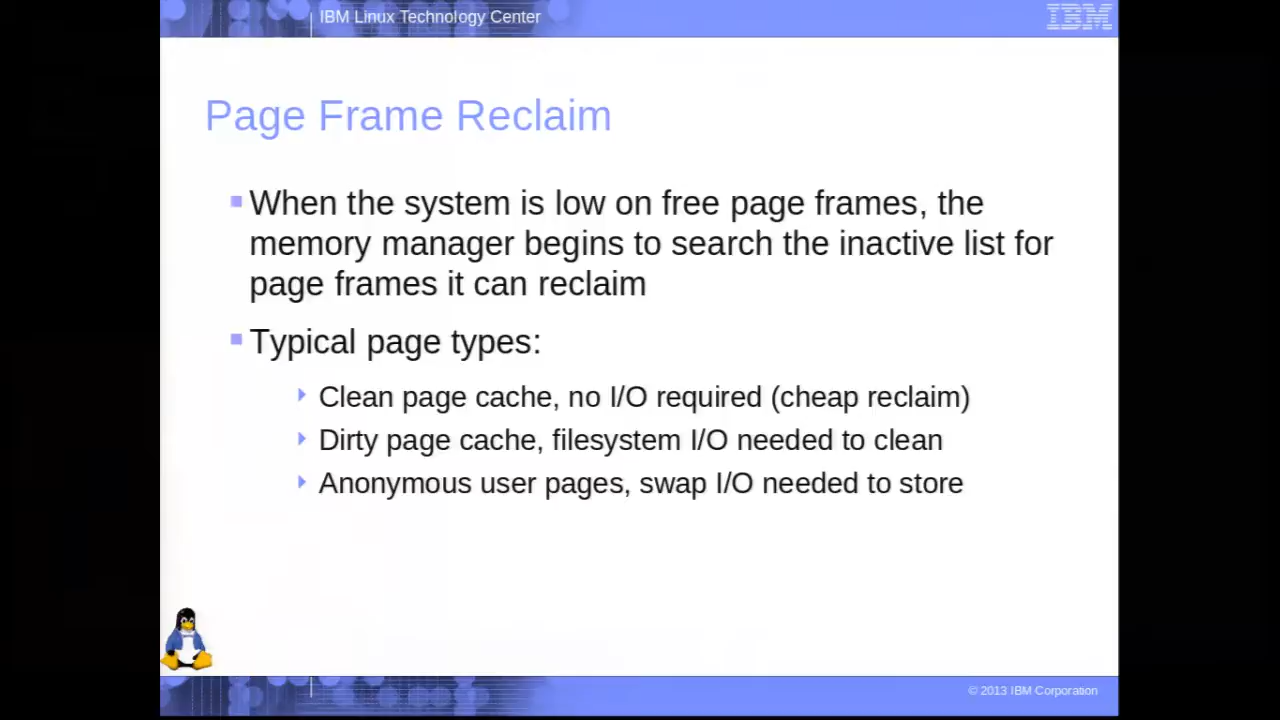 IBM Linux Technology Center
IBM
Page Frame Reclaim
When the system is low on free page frames, the
memory manager begins to search the inactive list for
page frames it can reclaim
Typical page types:
Clean page cache, no I/O required (cheap reclaim)
Dirty page cache, filesystem I/O needed to clean
Anonymous user pages, swap I/O needed to store
© 2013 IBM Corporation